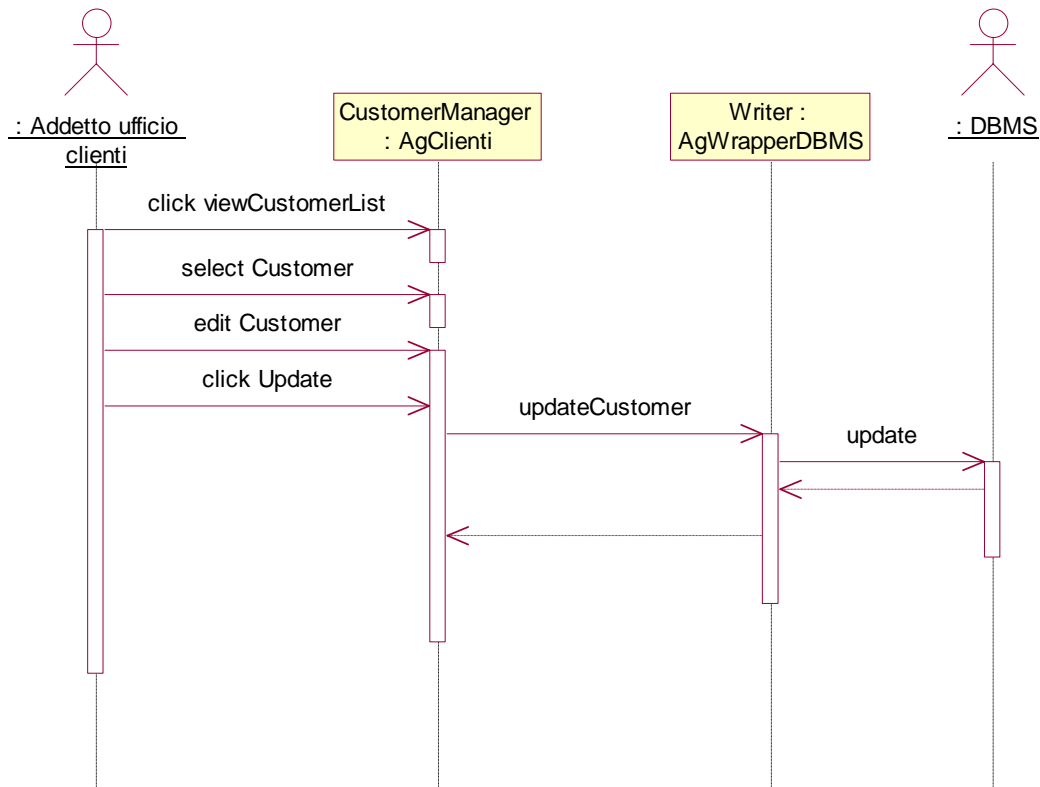 : Addetto ufficio
clienti
CustomerManager
: AgClienti
Writer :
AgWrapperDBMS
: DBMS
click viewCustomerList
select Customer
edit Customer
click Update
updateCustomer
update